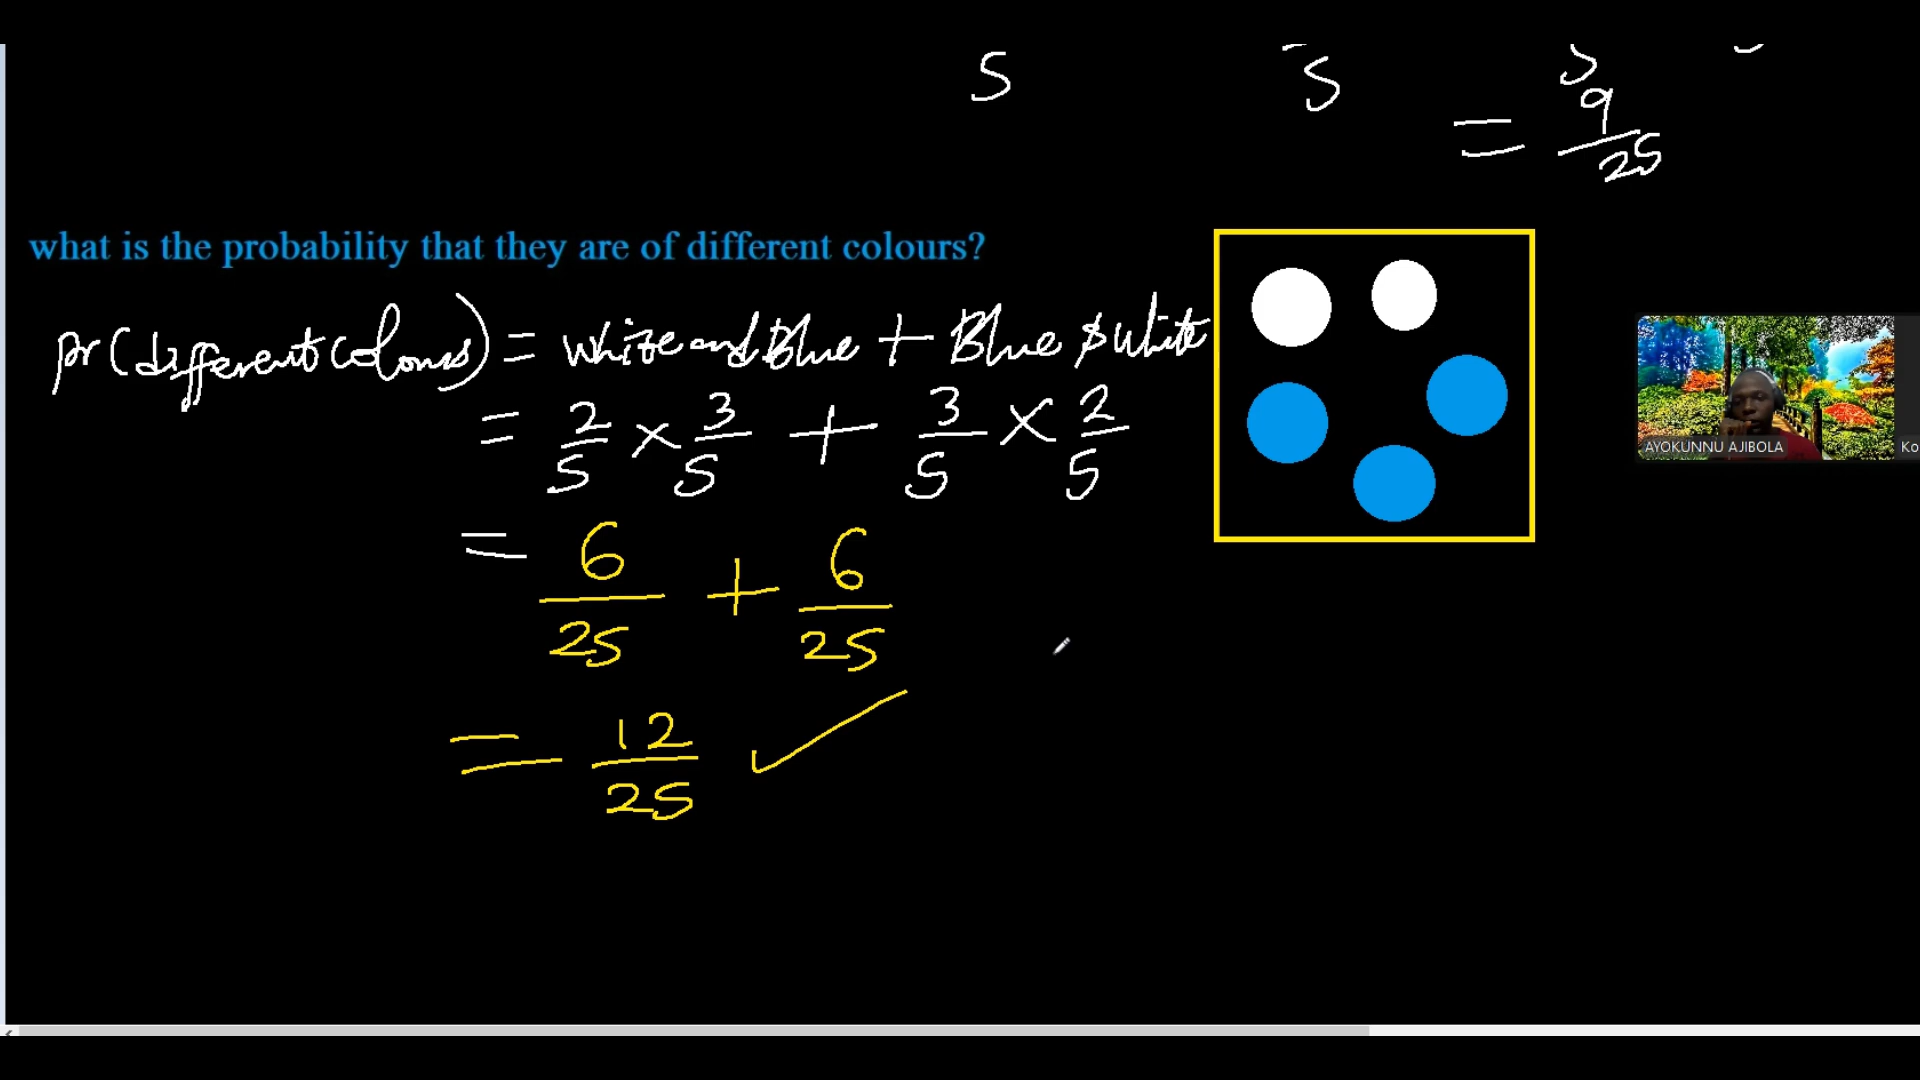 5 5 5
= 9/25
what is the probability that they are of different colours?
pr(different colours) = white and Blue + Blue & white
= 2/5 × 3/5 + 3/5 × 2/5
= 6/25 + 6/25
= 12/25 ✓
AYOKUNNU AJIBOLA
Ko